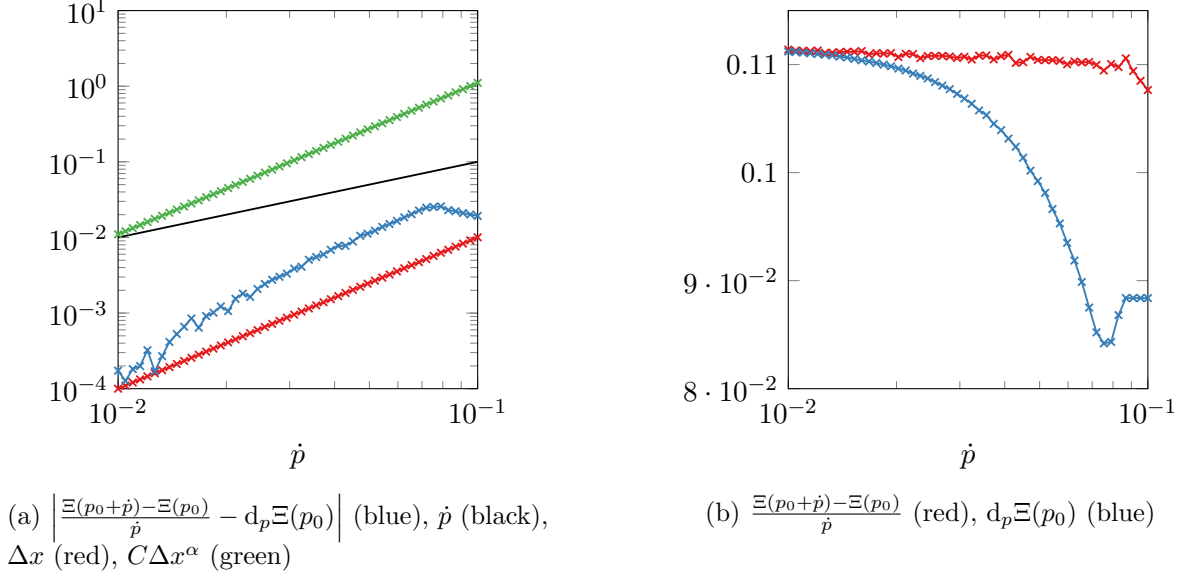 10^1
10^0
10^{-1}
10^{-2}
10^{-3}
10^{-4}
10^{-2} 10^{-1}
ṗ
0.11
0.1
9 · 10^{-2}
8 · 10^{-2}
10^{-2} 10^{-1}
ṗ
(a) |\frac{Ξ(p_0+ṗ)−Ξ(p_0)}{ṗ} − d_pΞ(p_0)| (blue), ṗ (black),
Δx (red), CΔx^α (green)
(b) \frac{Ξ(p_0+ṗ)−Ξ(p_0)}{ṗ} (red), d_pΞ(p_0) (blue)